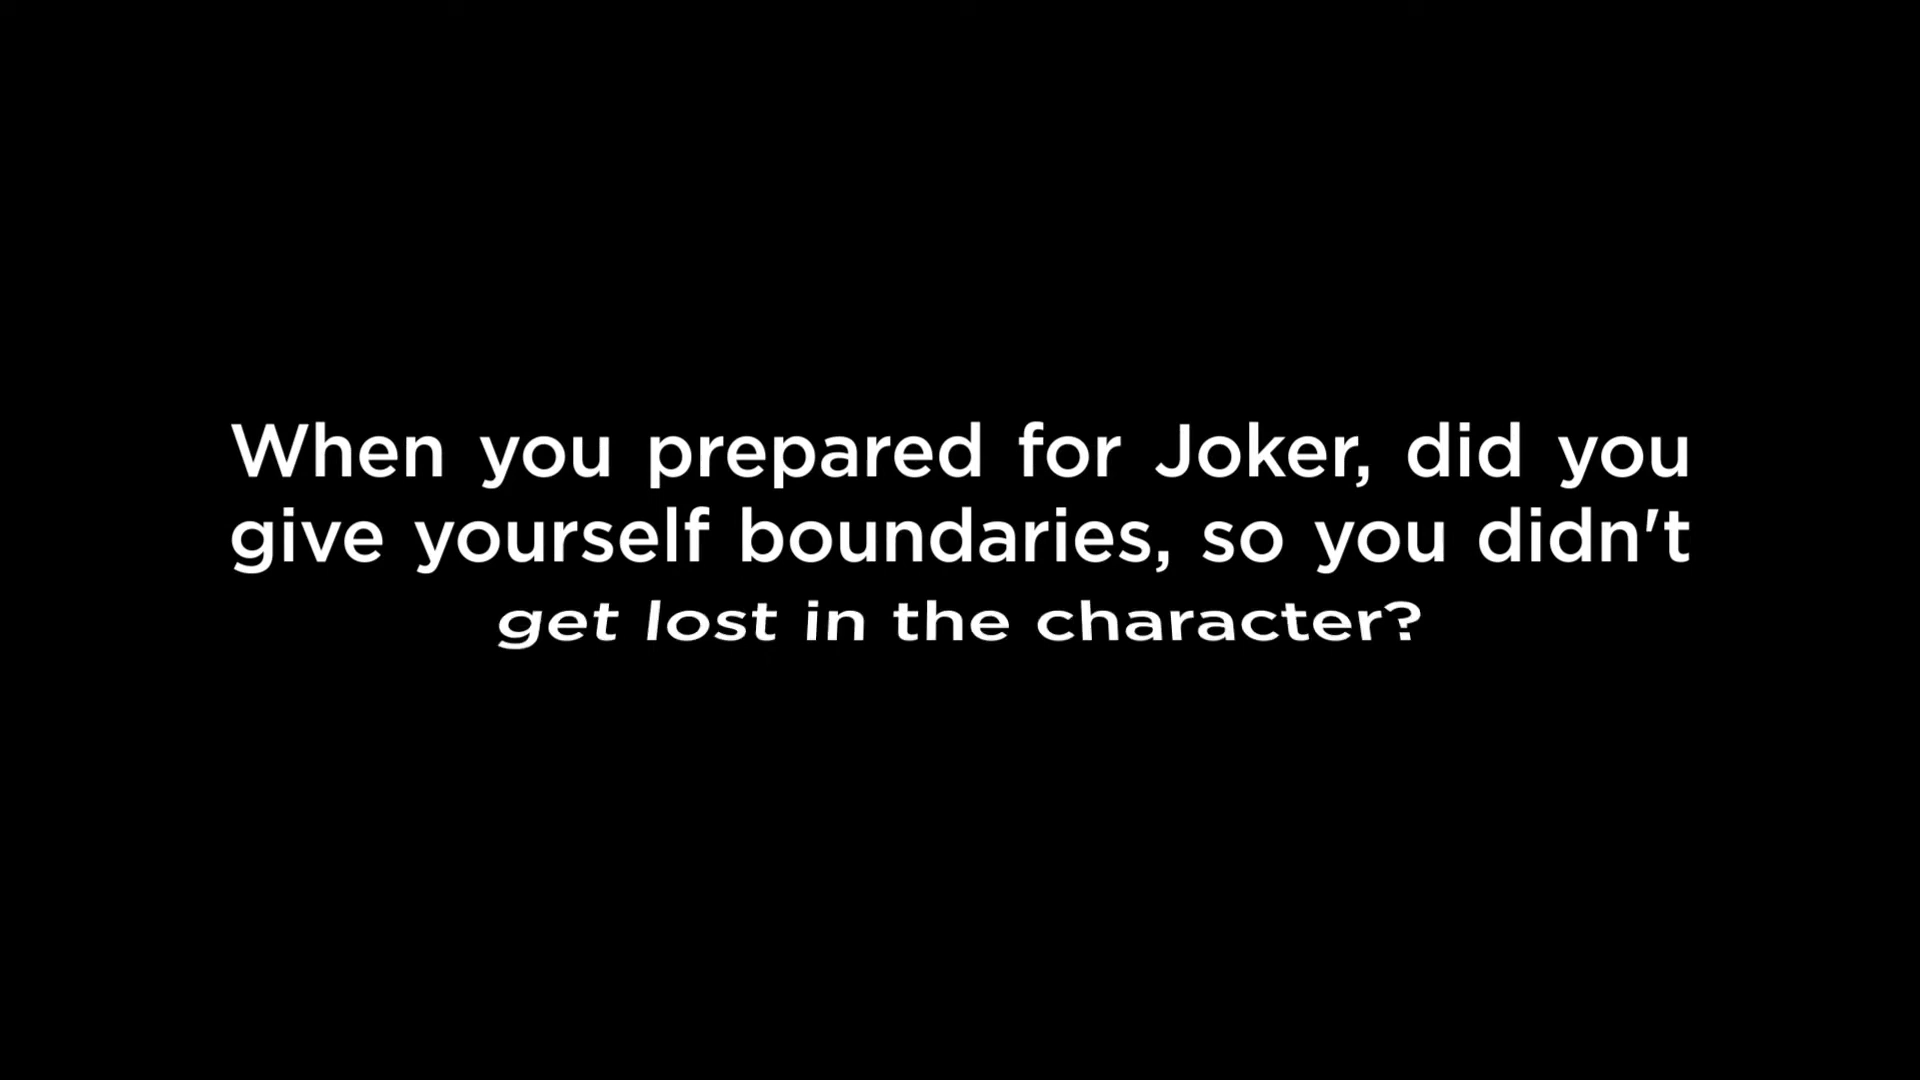 When you prepared for Joker, did you
give yourself boundaries, so you didn't
get lost in the character?